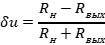 δu = (R_н − R_вых) / (R_н + R_вых)